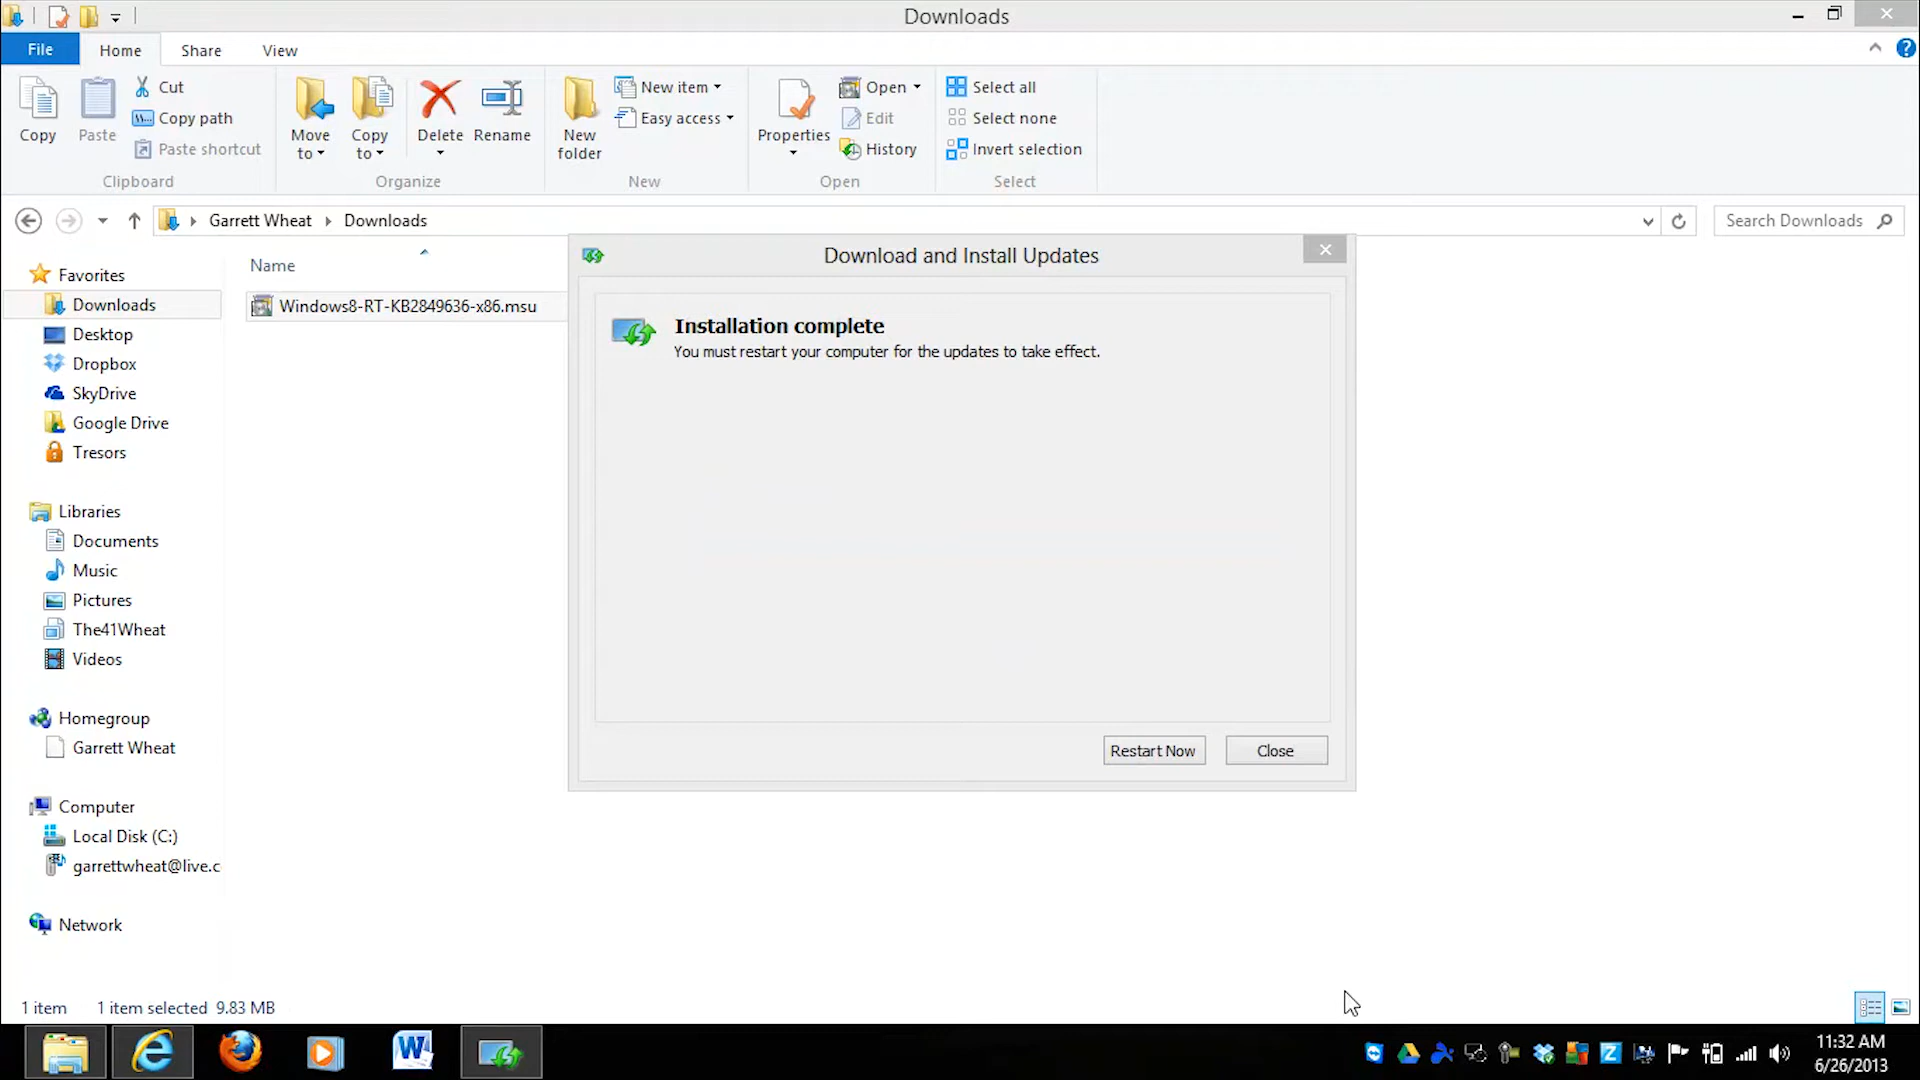 Downloads
File
Home
Share
View
Copy
Paste
Cut
Copy path
Paste shortcut
Clipboard
Move
to
Copy
to
Delete
Rename
Organize
New
folder
New item
Easy access
New
Properties
Open
Edit
History
Open
Select all
Select none
Invert selection
Select
Garrett Wheat
Downloads
Search Downloads
Favorites
Downloads
Desktop
Dropbox
SkyDrive
Google Drive
Tresors
Libraries
Documents
Music
Pictures
The41Wheat
Videos
Homegroup
Garrett Wheat
Computer
Local Disk (C:)
garrettwheat@live.c
Network
Name
Windows8-RT-KB2849636-x86.msu
Download and Install Updates
Installation complete
You must restart your computer for the updates to take effect.
Restart Now
Close
1 item
1 item selected 9.83 MB
11:32 AM
6/26/2013